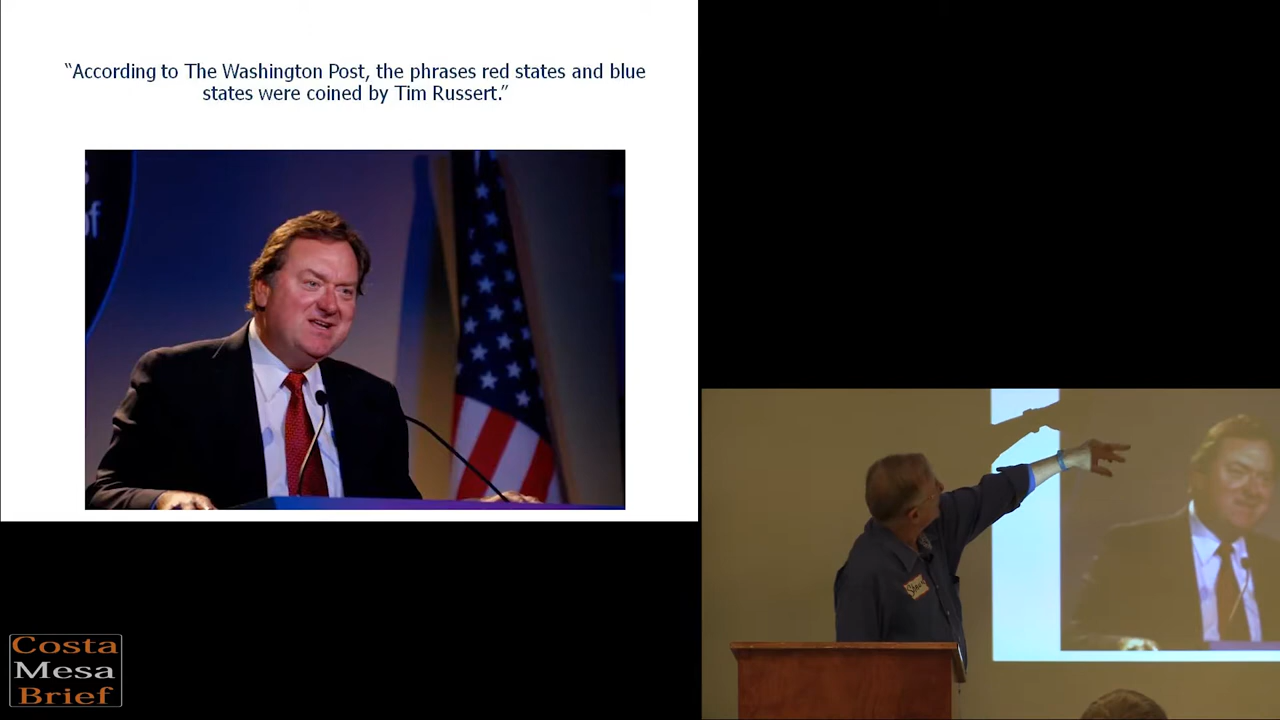 “According to The Washington Post, the phrases red states and blue
states were coined by Tim Russert.”
of
Costa
Mesa
Brief